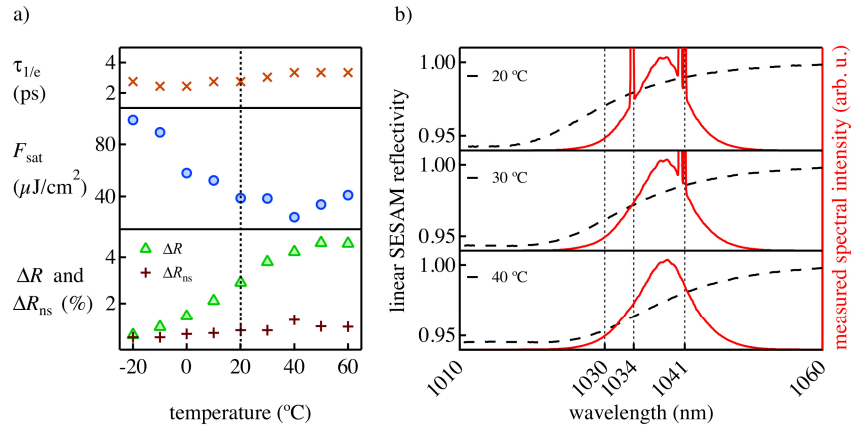 a)
τ1/e
(ps)
4
2
Fsat
(µJ/cm²)
80
40
ΔR and
ΔRns (%)
4
2
ΔR
ΔRns
-20 0 20 40 60
temperature (ºC)
b)
linear SESAM reflectivity
1.00
0.95
20 ºC
1.00
0.95
30 ºC
1.00
0.95
40 ºC
1010 1030 1034 1041 1060
wavelength (nm)
measured spectral intensity (arb. u.)